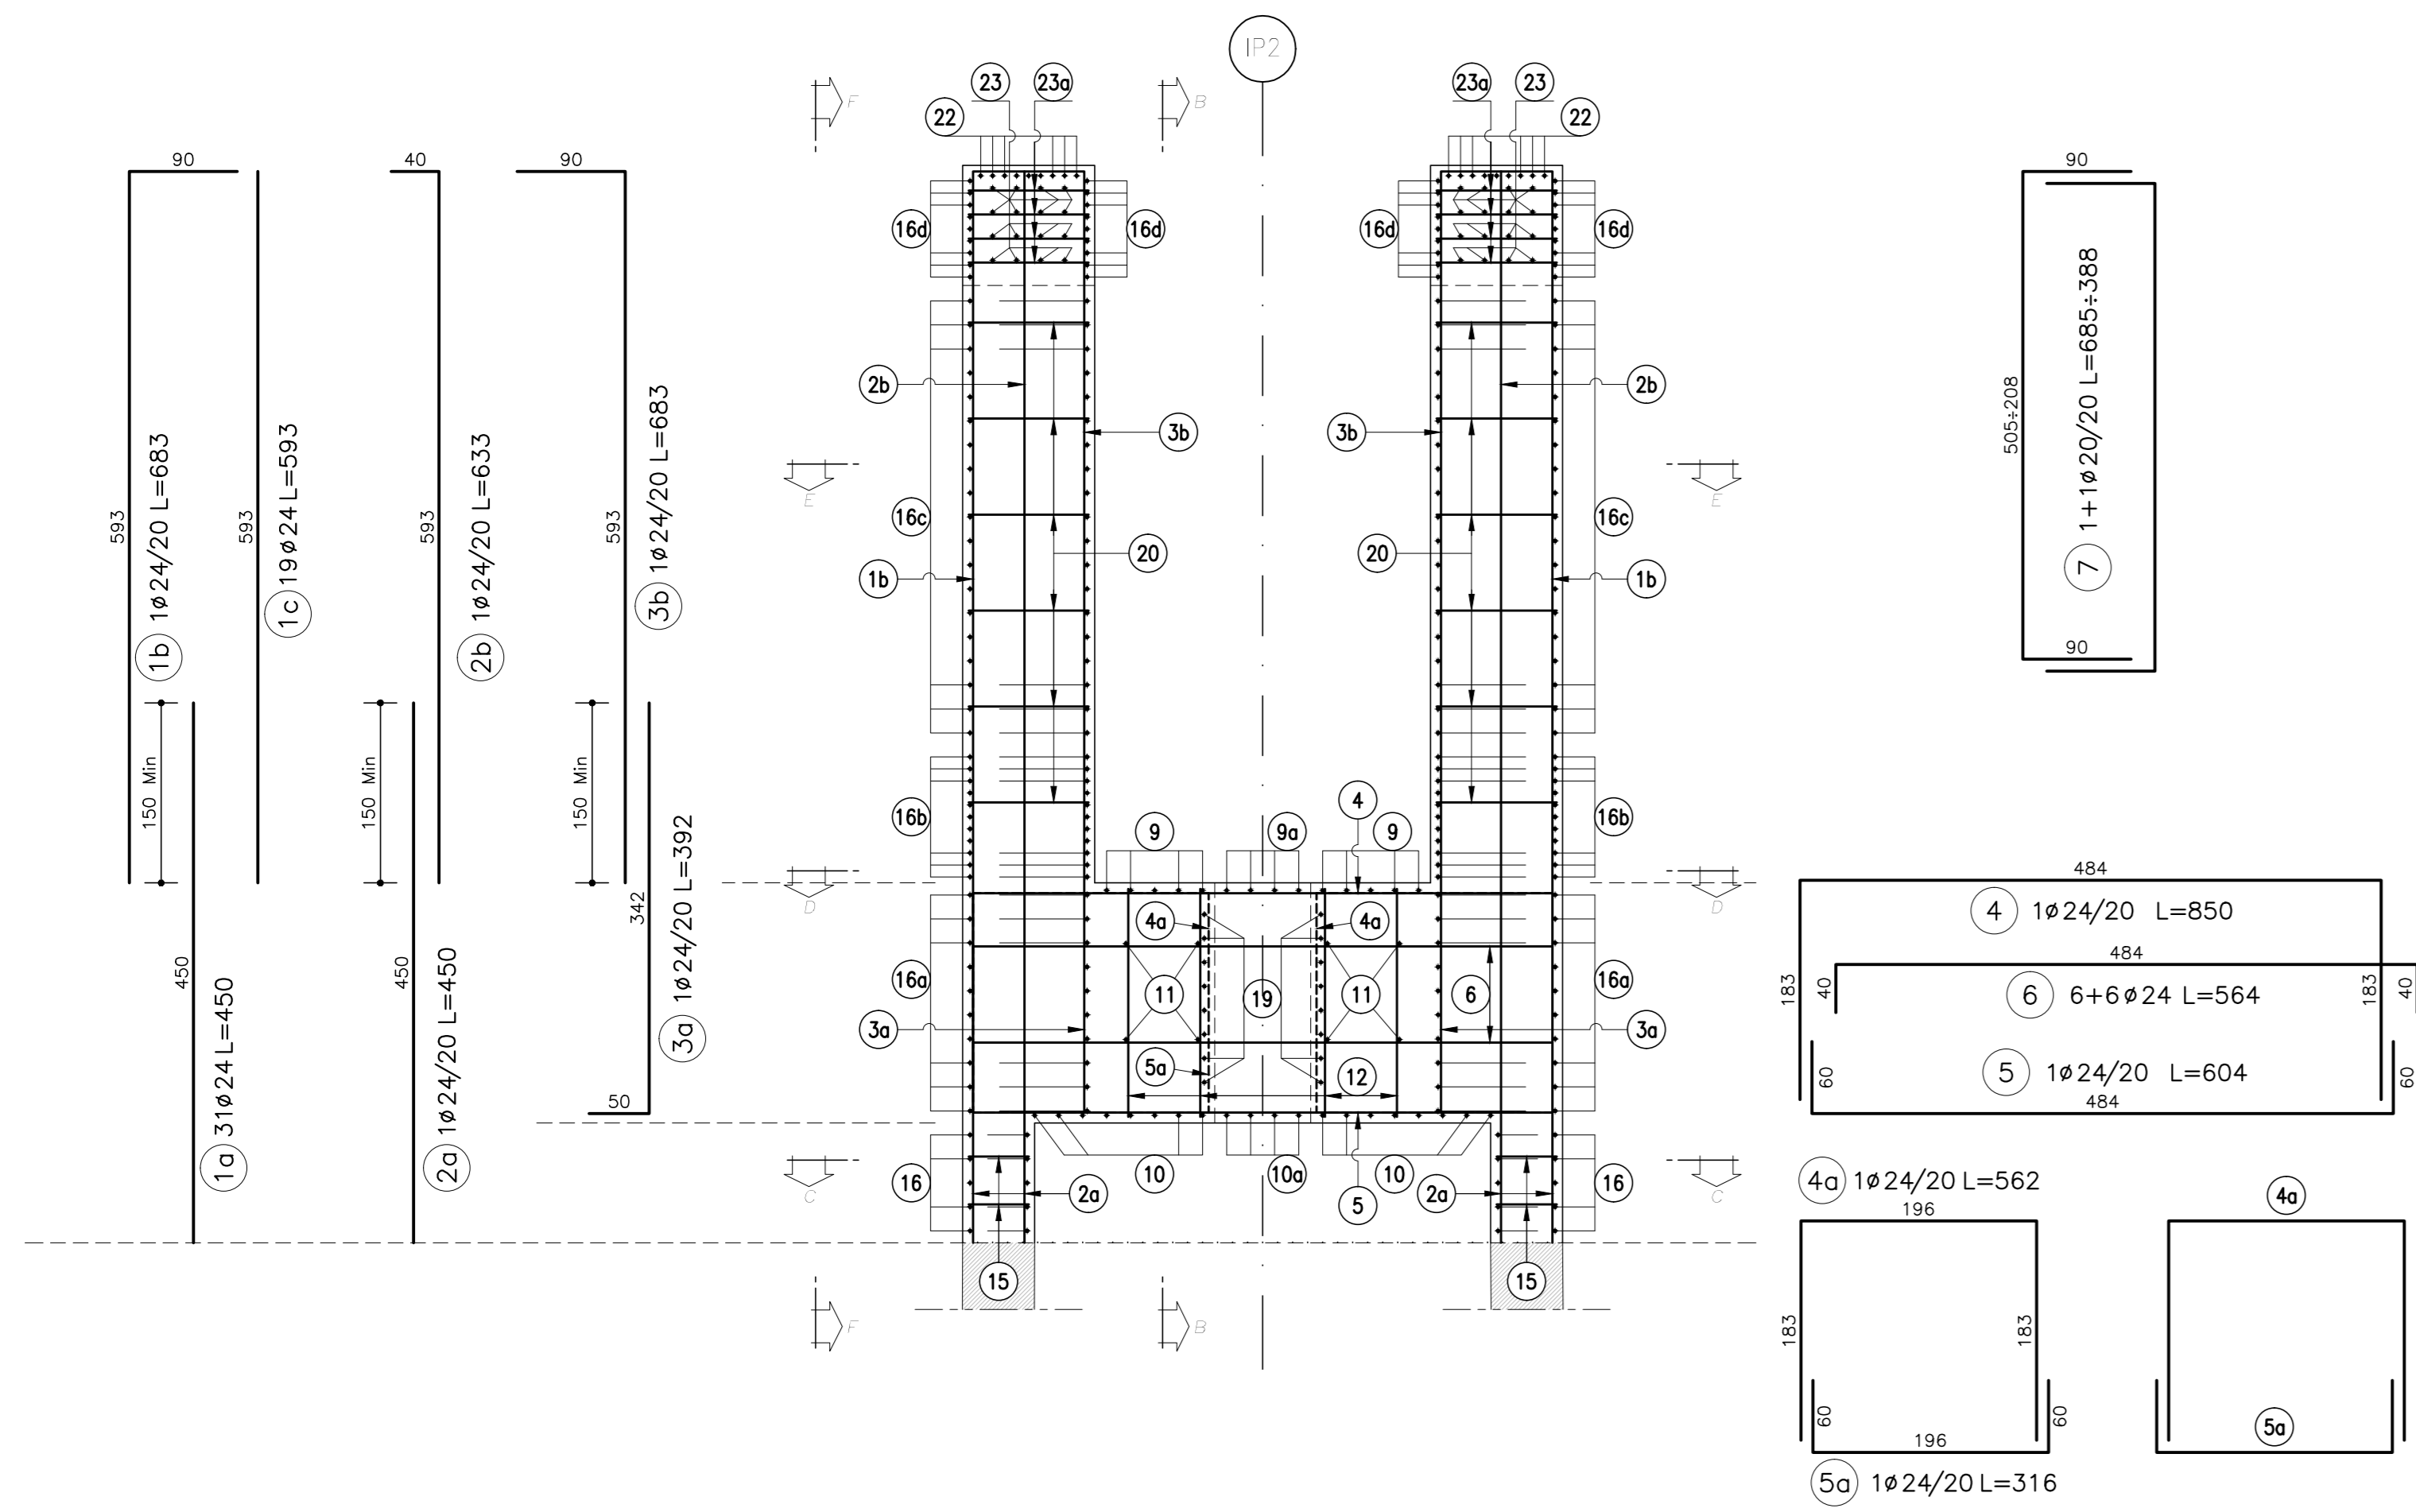 IP2
F
B
23
23a
22
23a
23
22
16d
16d
16d
16d
2b
3b
3b
2b
E
E
16c
20
20
16c
1b
1b
16b
16b
9
9a
4
9
D
D
4a
4a
16a
11
19
11
6
16a
3a
3a
5a
12
16
10
10a
10
16
2a
5
2a
C
C
15
15
F
B
90
593
1b 1ø24/20 L=683
593
1c 19ø24 L=593
150 Min
450
1a 31ø24 L=450
40
593
2b 1ø24/20 L=633
150 Min
450
2a 1ø24/20 L=450
90
593
3b 1ø24/20 L=683
150 Min
342
3a 1ø24/20 L=392
50
90
505÷208
7 1+1ø20/20 L=685÷388
90
484
4 1ø24/20 L=850
183
183
484
40
6 6+6ø24 L=564
40
60
5 1ø24/20 L=604
60
484
4a 1ø24/20 L=562
196
183
183
60
60
196
5a 1ø24/20 L=316
4a
5a